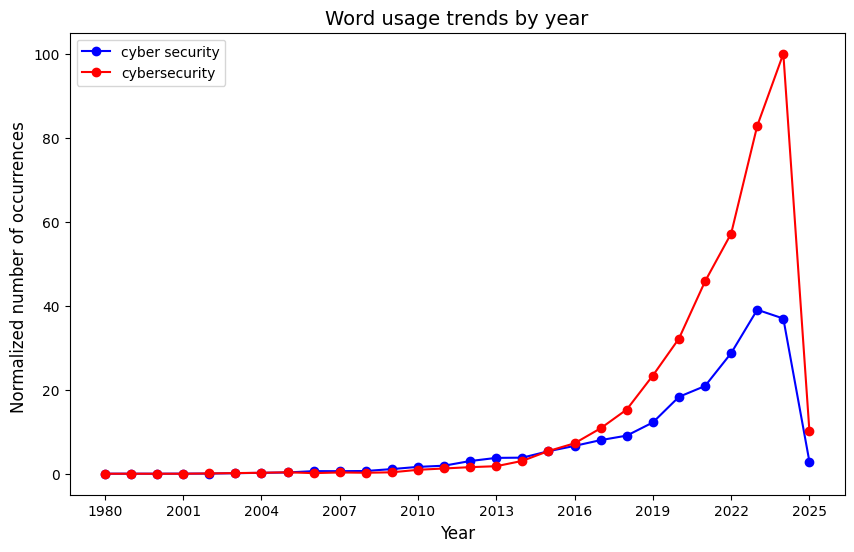 Word usage trends by year
cyber security
cybersecurity
Normalized number of occurrences
100
80
60
40
20
0
1980 2001 2004 2007 2010 2013 2016 2019 2022 2025
Year